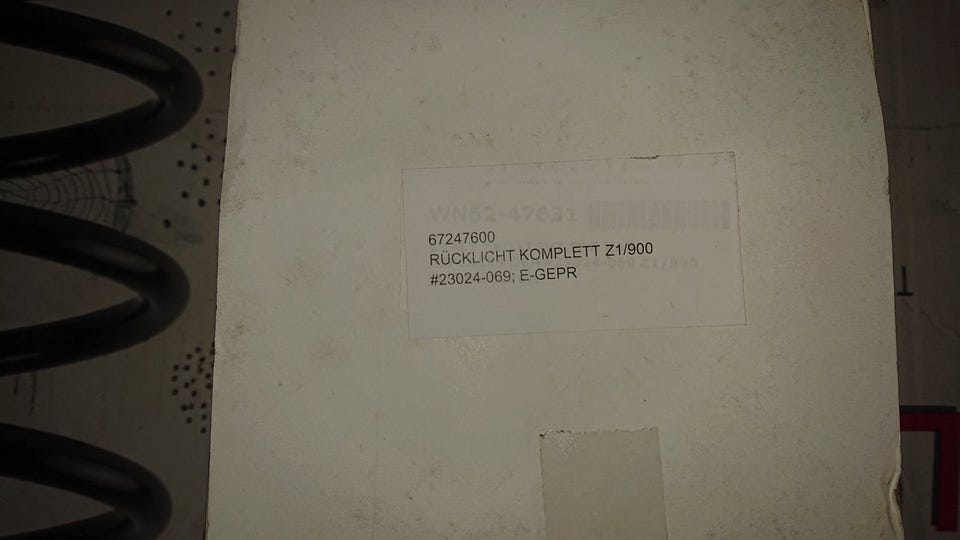 WN52-47631
67247600
RÜCKLICHT KOMPLETT Z1/900
#23024-069; E-GEPR